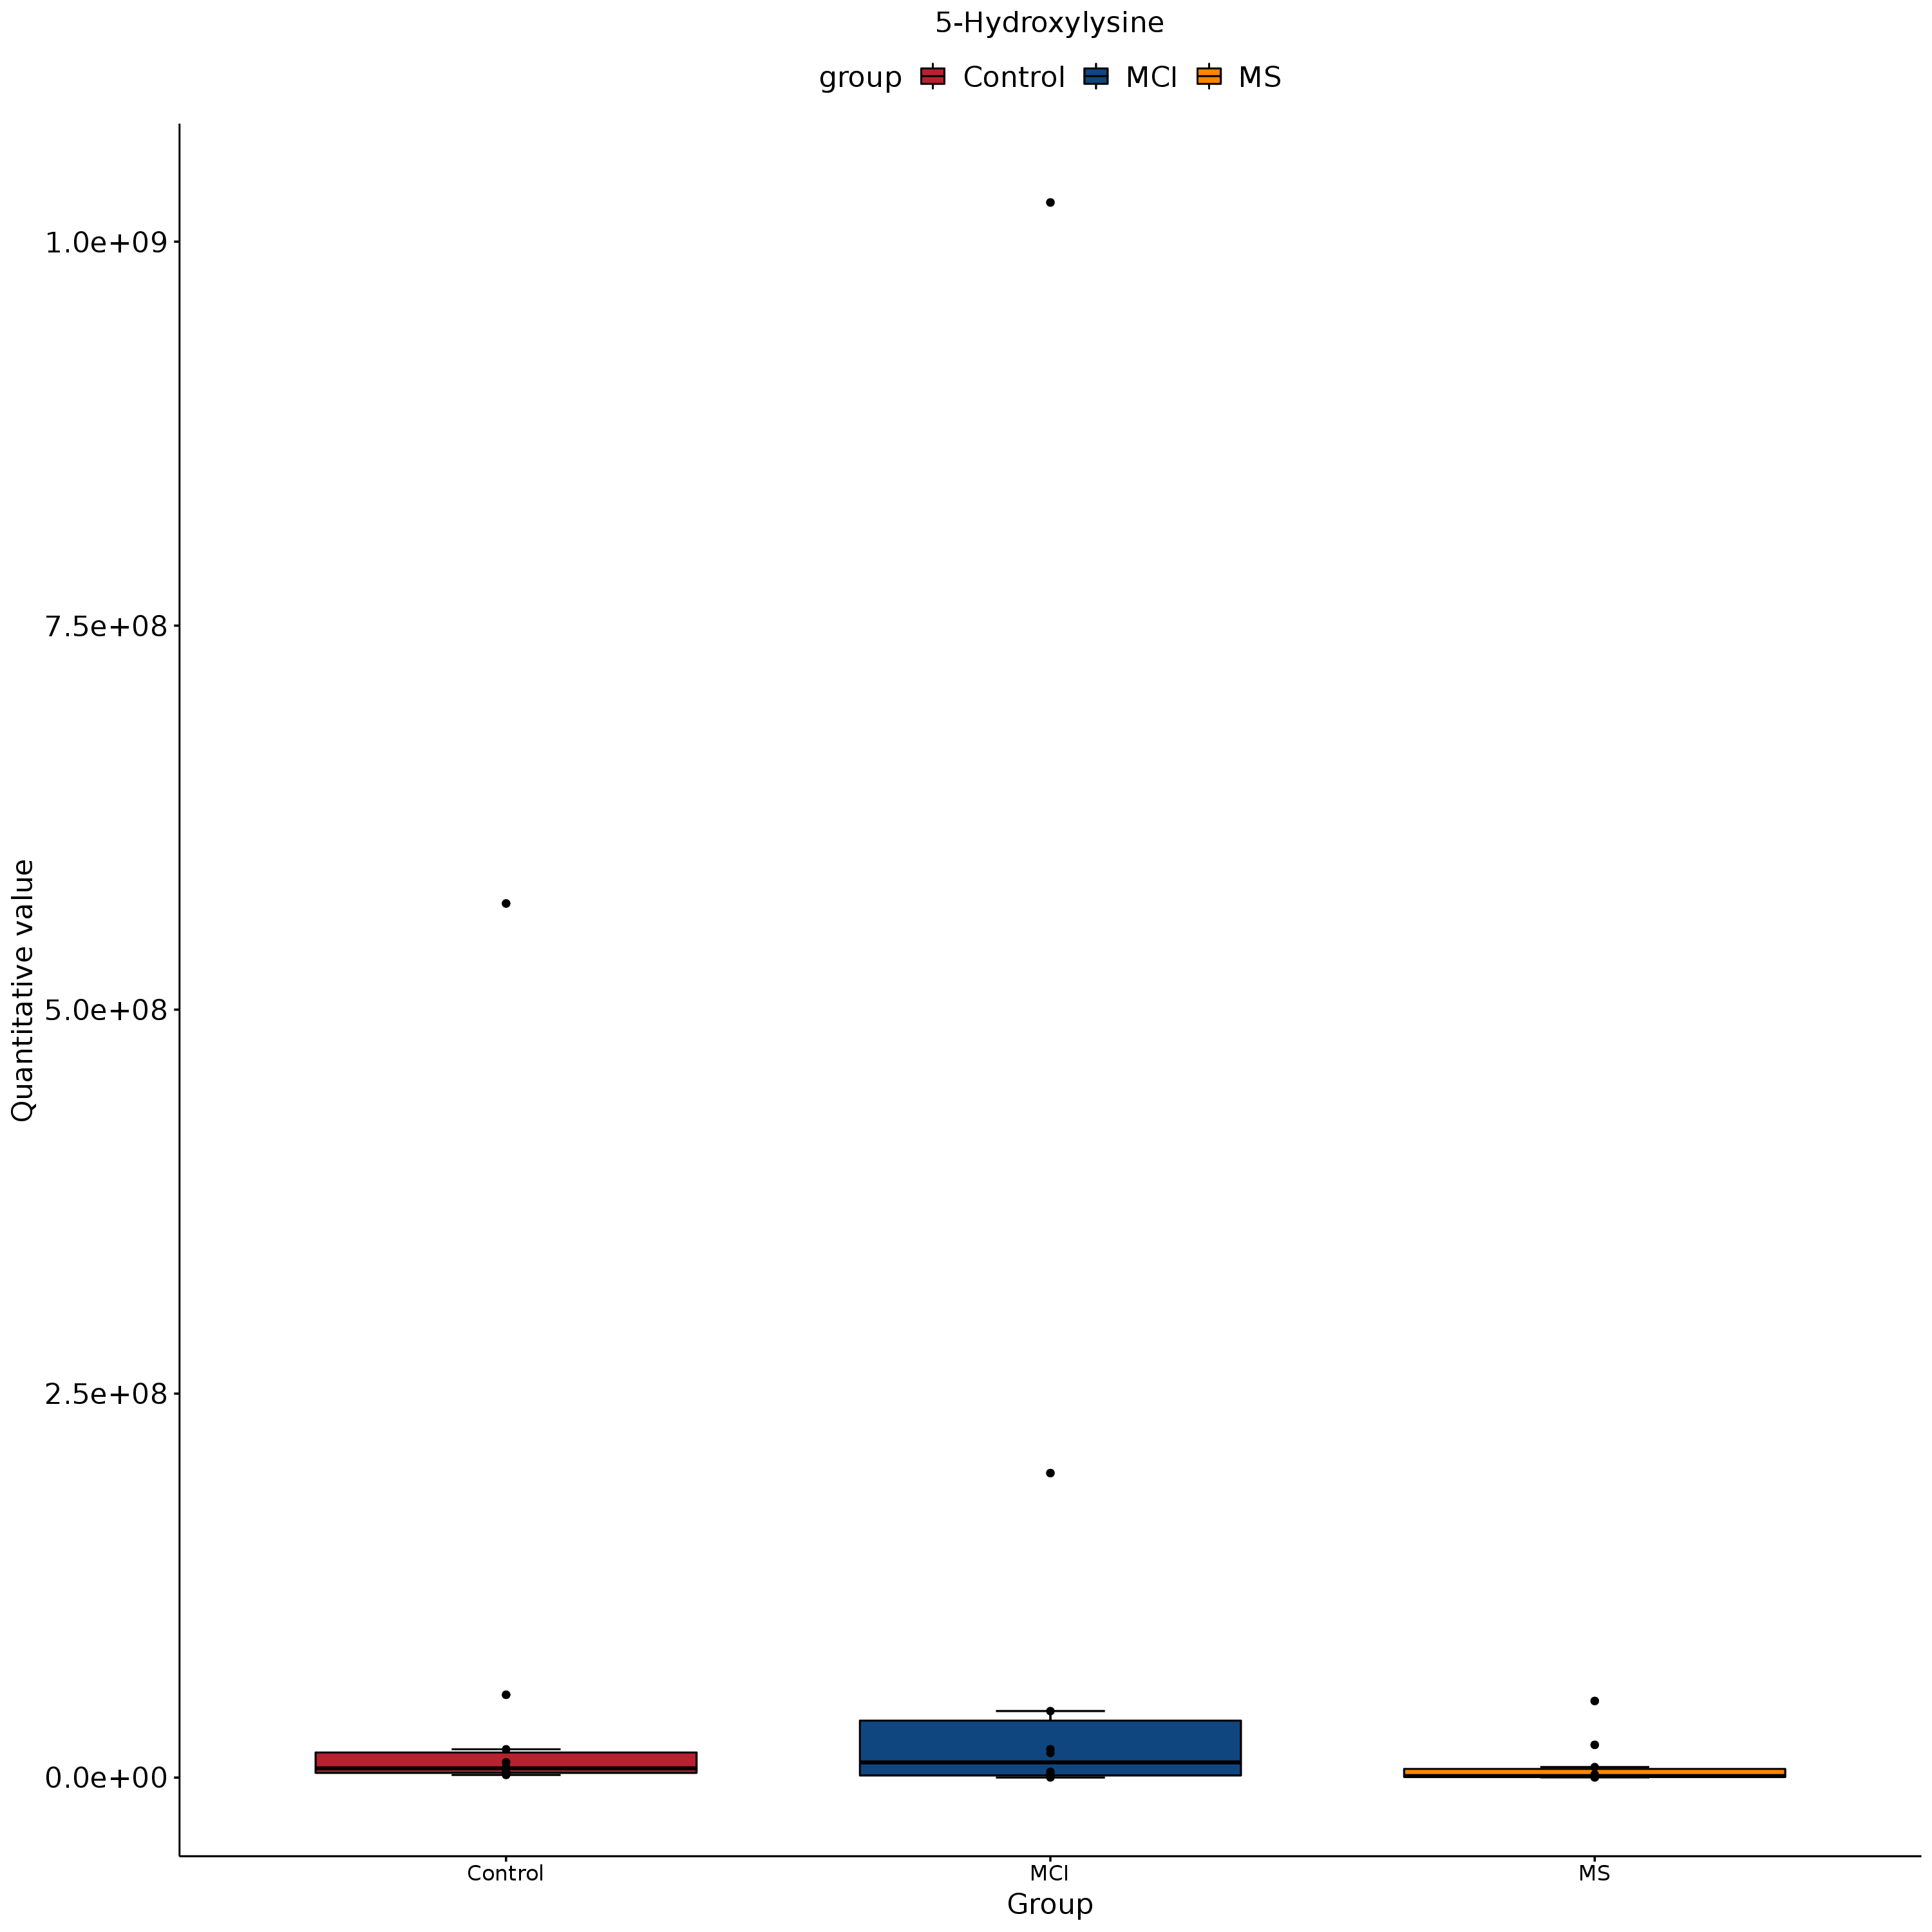 5-Hydroxylysine
group Control MCI MS
1.0e+09
7.5e+08
5.0e+08
2.5e+08
0.0e+00
Quantitative value
Control MCI MS
Group